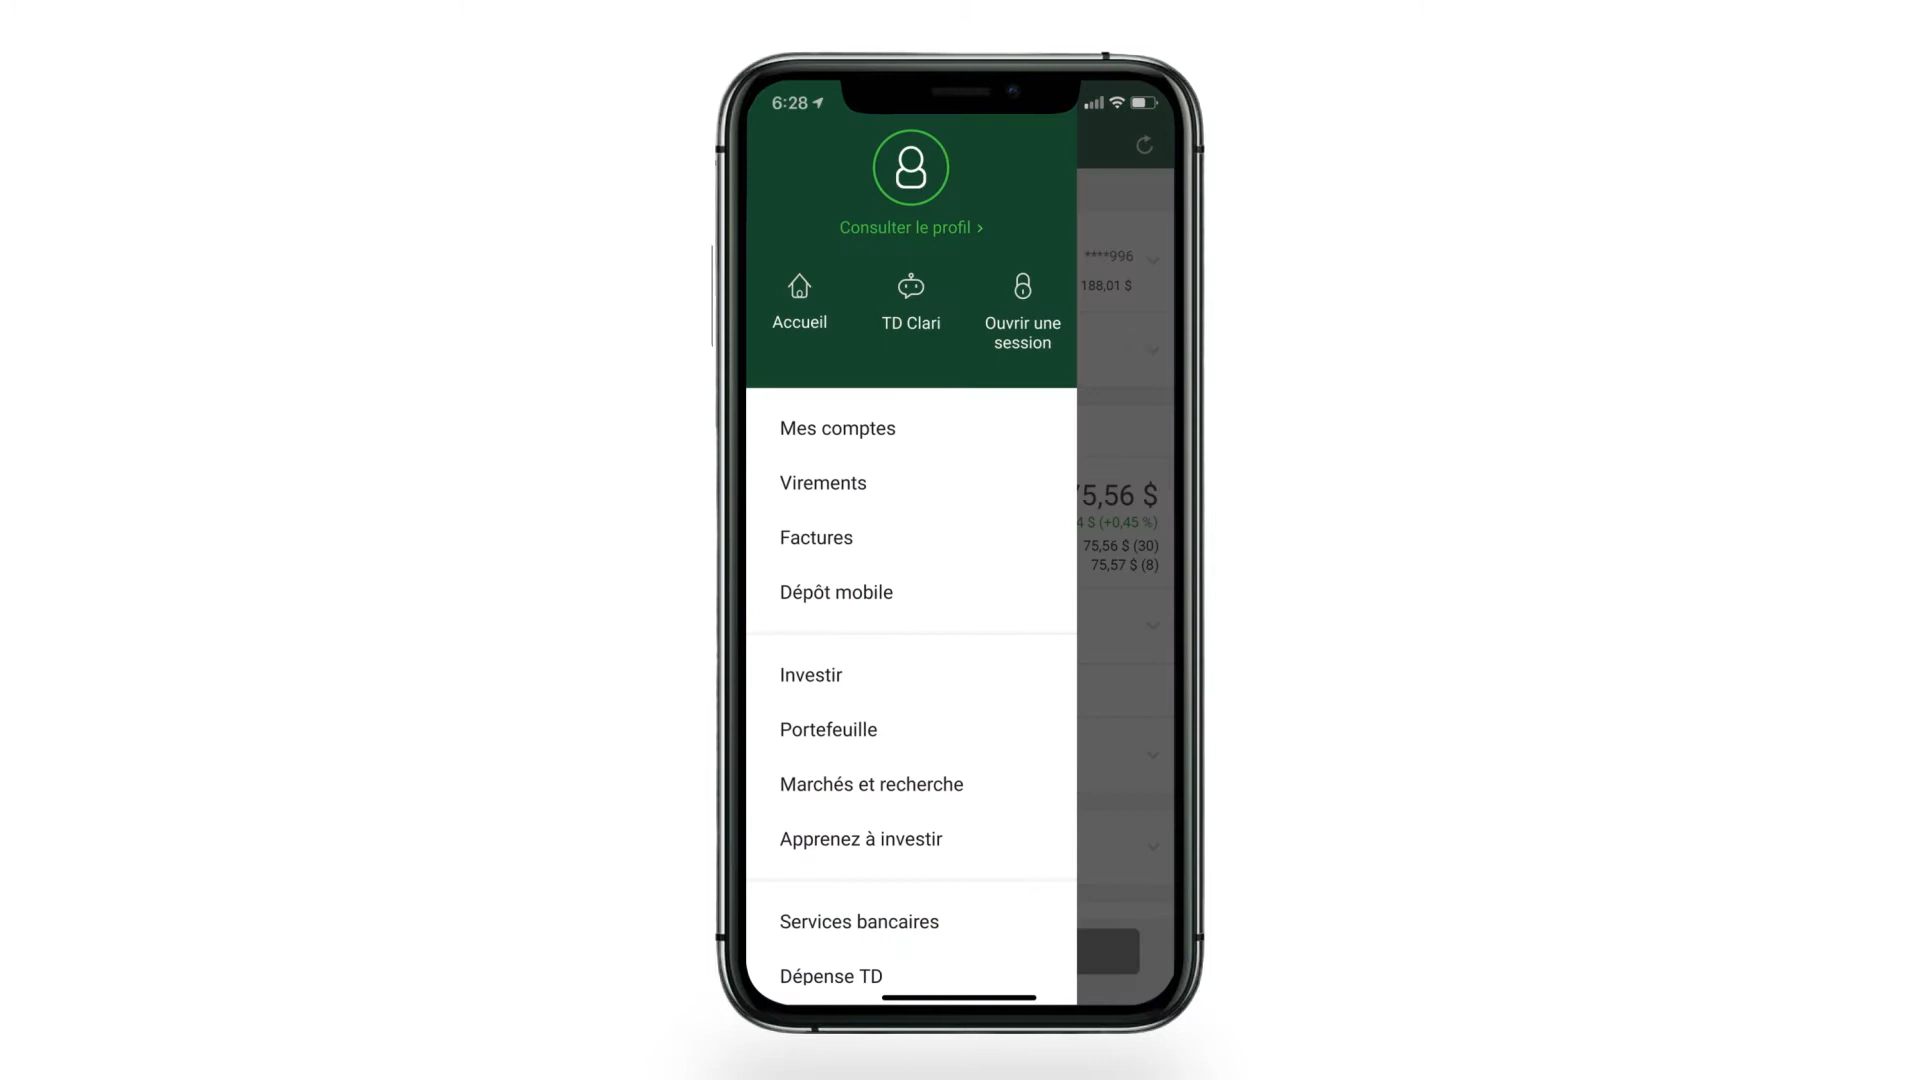 6:28
Consulter le profil >
Accueil
TD Clari
Ouvrir une
session
****996
188,01 $
Mes comptes
Virements
Factures
Dépôt mobile
75,56 $
4 $ (+0,45 %)
75,56 $ (30)
75,57 $ (8)
Investir
Portefeuille
Marchés et recherche
Apprenez à investir
Services bancaires
Dépense TD